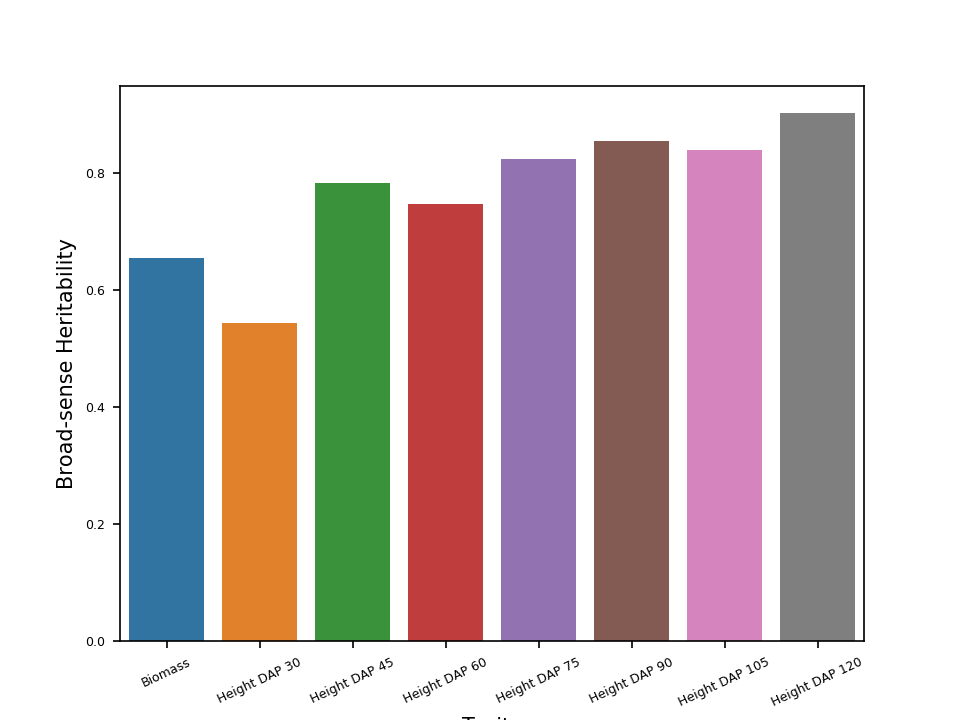 Broad-sense Heritability
0.8
0.6
0.4
0.2
0.0
Biomass
Height DAP 30
Height DAP 45
Height DAP 60
Height DAP 75
Height DAP 90
Height DAP 105
Height DAP 120